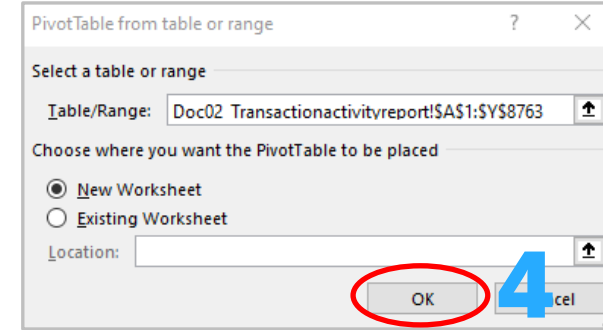 PivotTable from table or range ? ×
Select a table or range
Table/Range: Doc02_Transactionactivityreport!$A$1:$Y$8763
Choose where you want the PivotTable to be placed
New Worksheet
Existing Worksheet
Location:
OK 4 cel